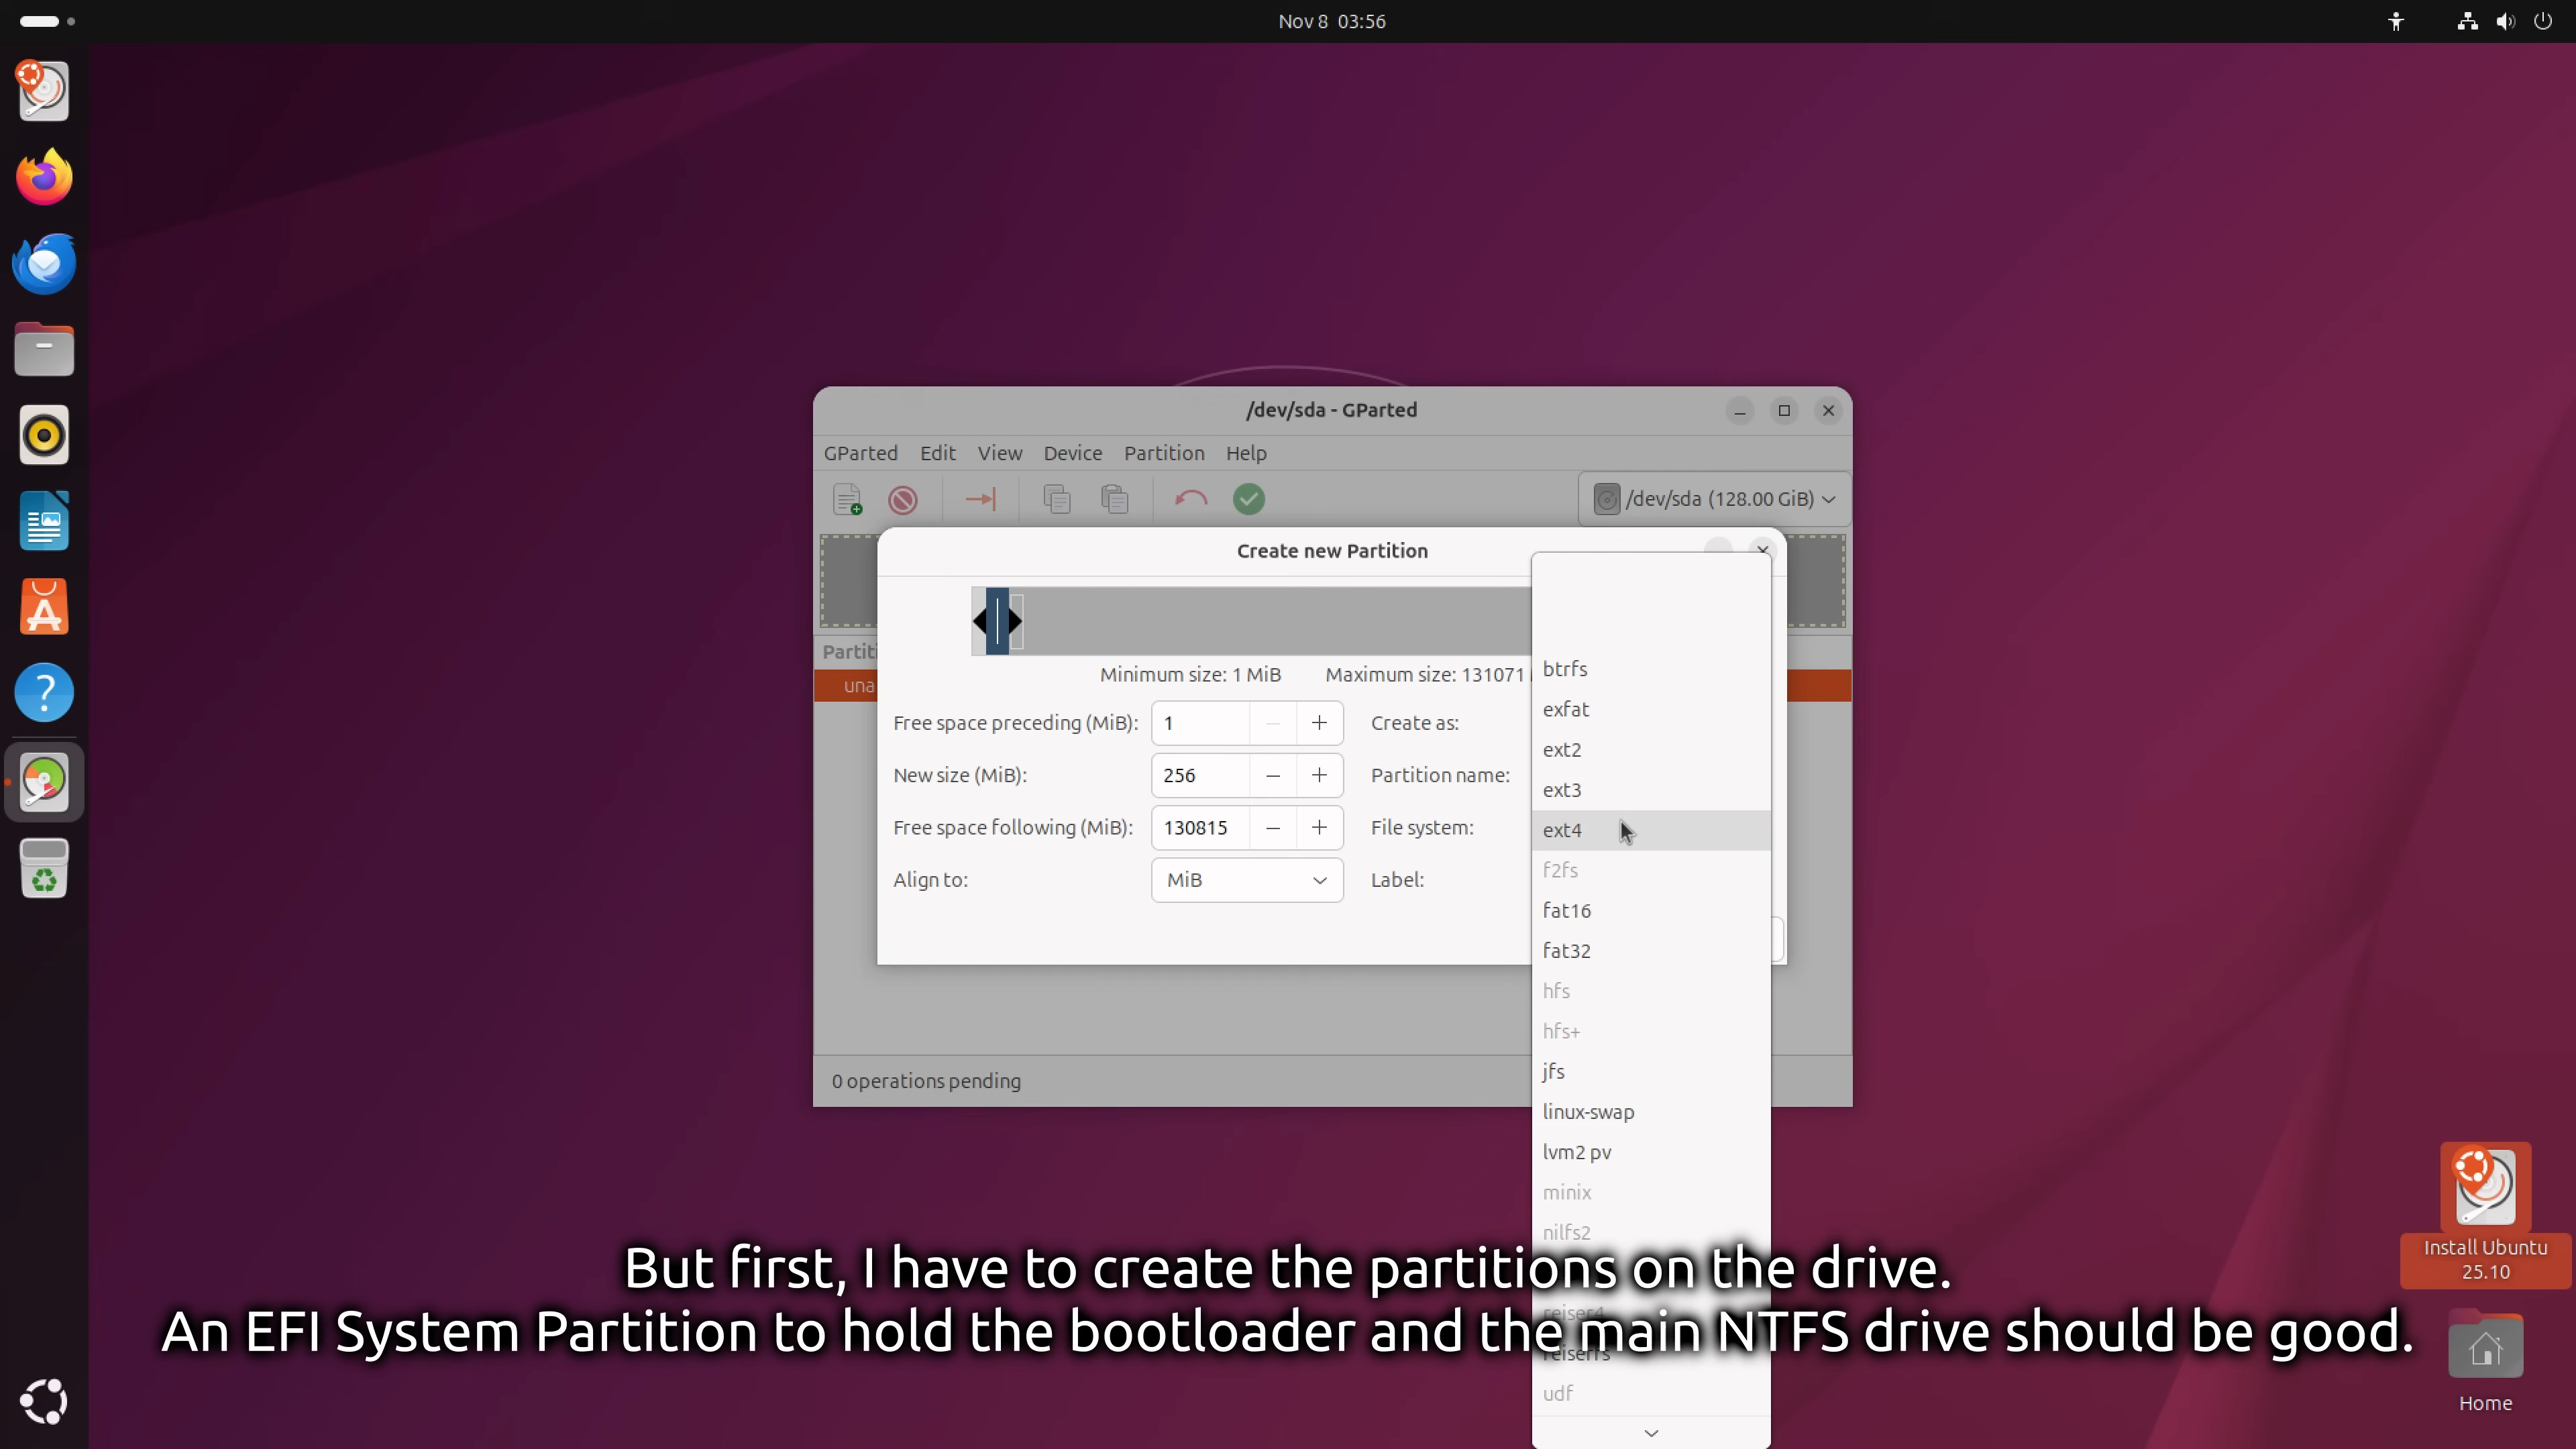 Nov 8 03:56
/dev/sda - GParted
GParted Edit View Device Partition Help
/dev/sda (128.00 GiB)
Create new Partition
Partiti
una
Minimum size: 1 MiB Maximum size: 131071
Free space preceding (MiB): 1
New size (MiB): 256
Free space following (MiB): 130815
Align to: MiB
Create as:
Partition name:
File system:
Label:
btrfs
exfat
ext2
ext3
ext4
f2fs
fat16
fat32
hfs
hfs+
jfs
linux-swap
lvm2 pv
minix
nilfs2
reiser4
reiserfs
udf
0 operations pending
But first, I have to create the partitions on the drive.
An EFI System Partition to hold the bootloader and the main NTFS drive should be good.
Install Ubuntu
25.10
Home